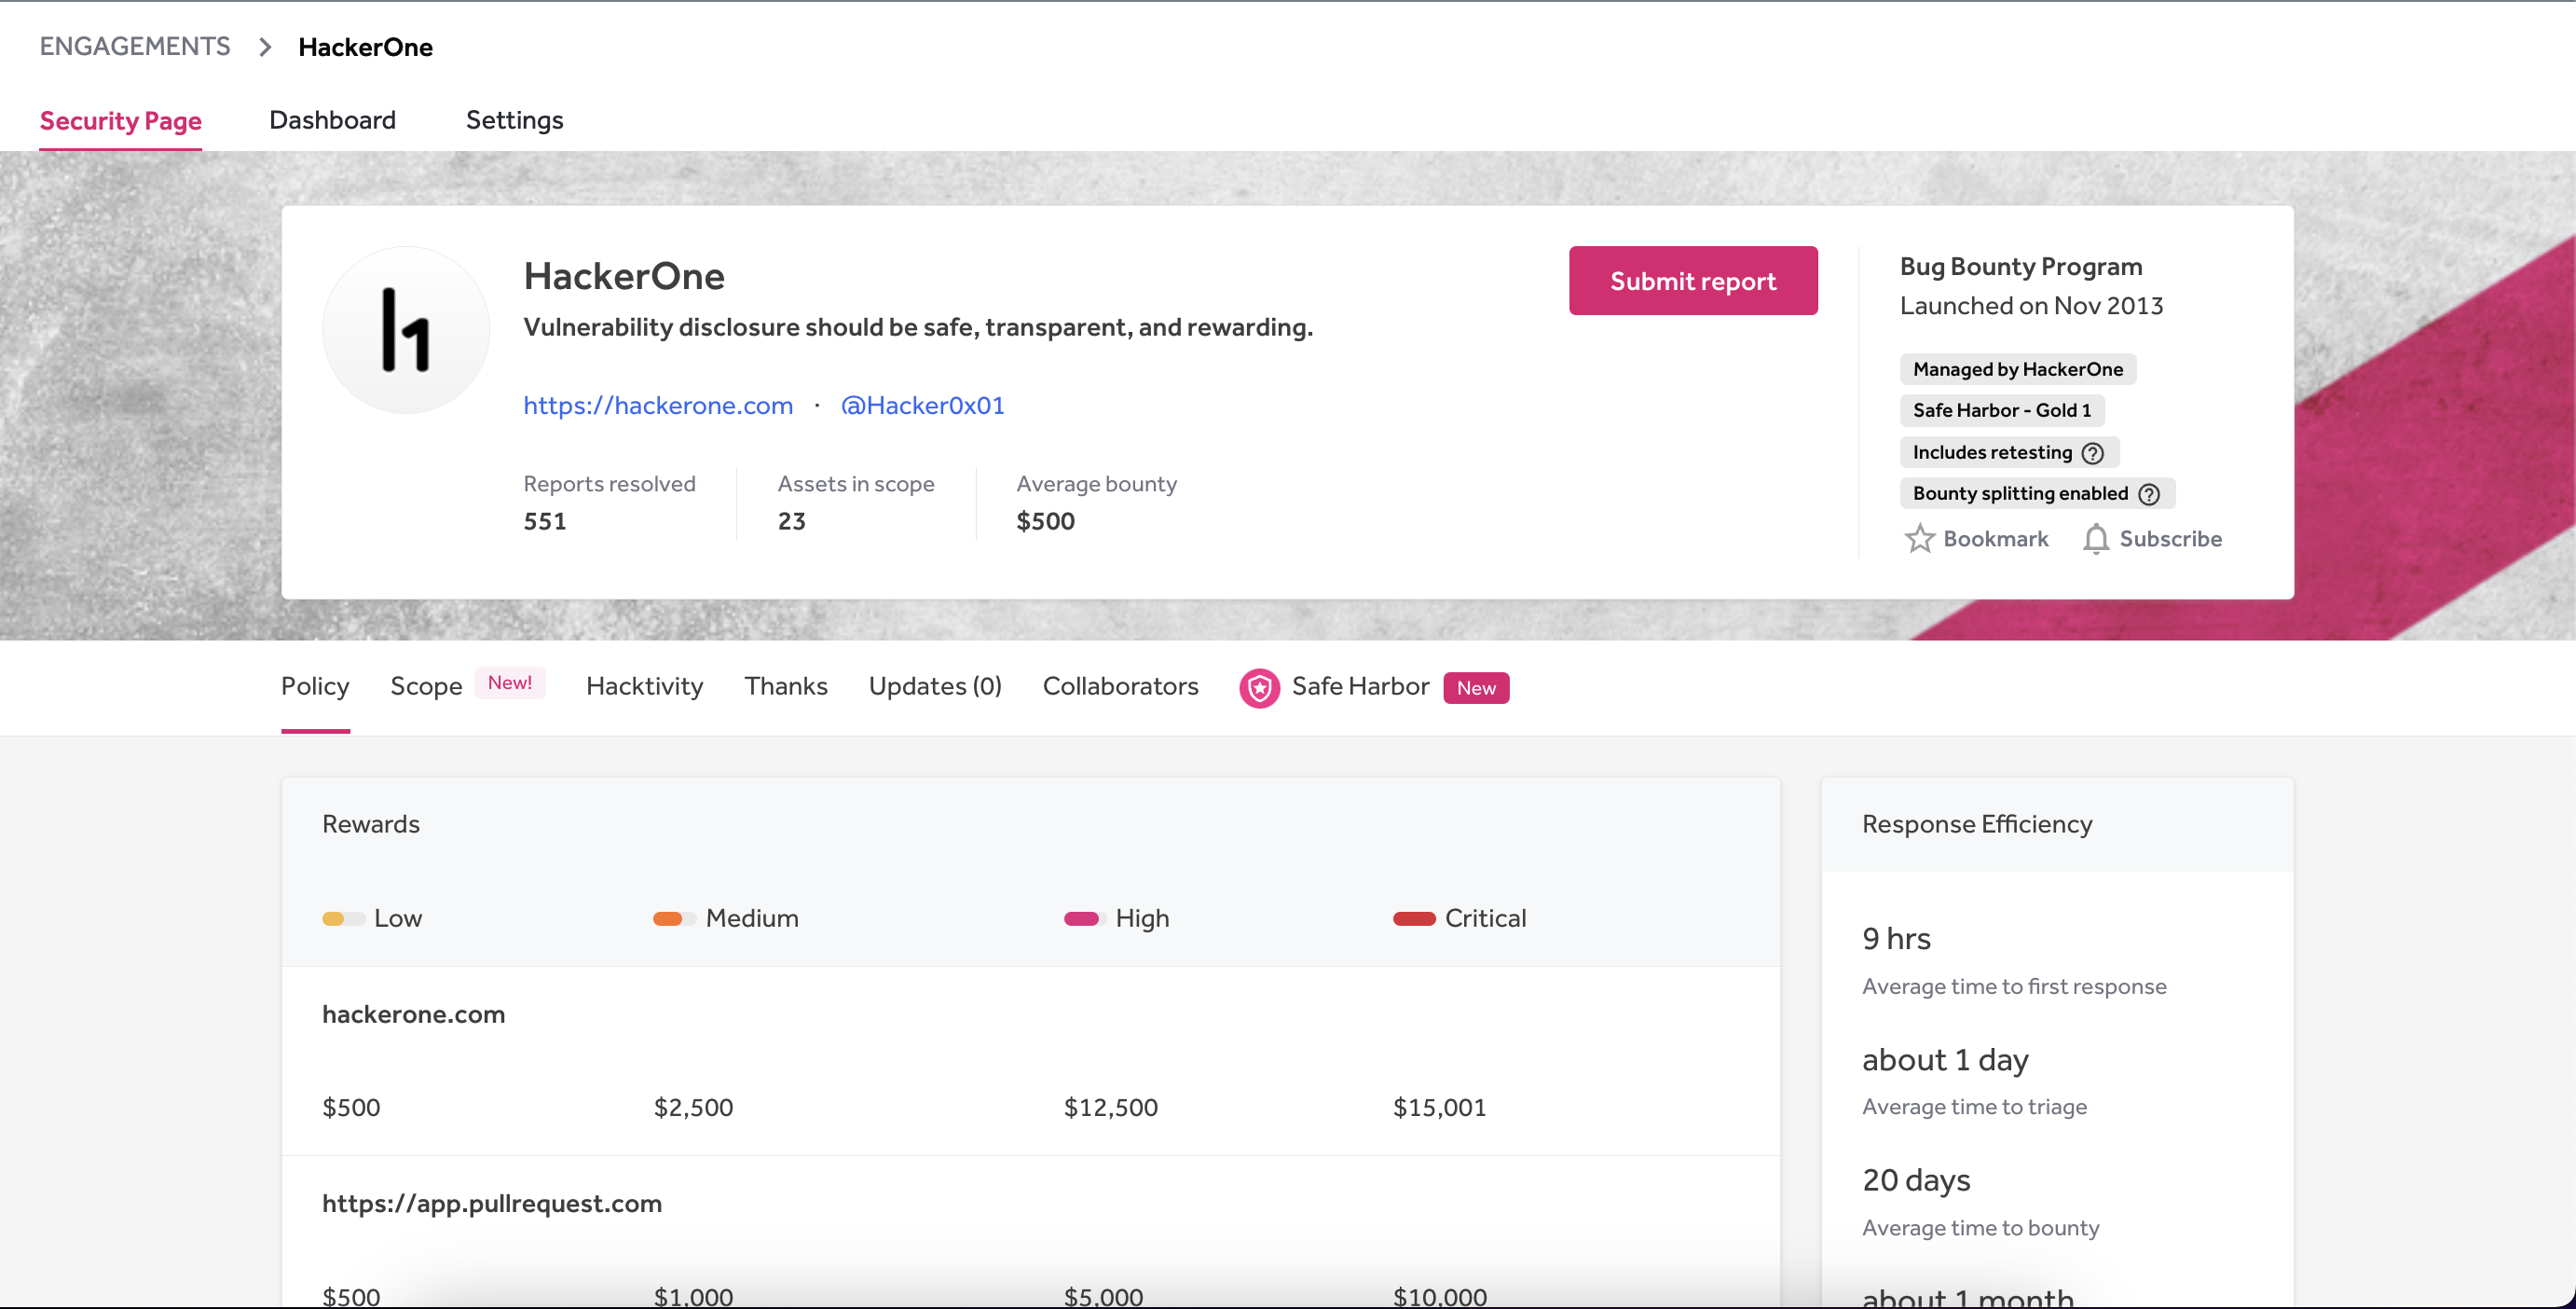 ENGAGEMENTS > HackerOne
Security Page Dashboard Settings
HackerOne
Vulnerability disclosure should be safe, transparent, and rewarding.
https://hackerone.com · @Hacker0x01
Reports resolved Assets in scope Average bounty
551 23 $500
Submit report
Bug Bounty Program
Launched on Nov 2013
Managed by HackerOne
Safe Harbor - Gold 1
Includes retesting
Bounty splitting enabled
Bookmark Subscribe
Policy Scope New! Hacktivity Thanks Updates (0) Collaborators Safe Harbor New
Rewards
Low Medium High Critical
hackerone.com
$500 $2,500 $12,500 $15,001
https://app.pullrequest.com
$500 $1,000 $5,000 $10,000
Response Efficiency
9 hrs
Average time to first response
about 1 day
Average time to triage
20 days
Average time to bounty
about 1 month